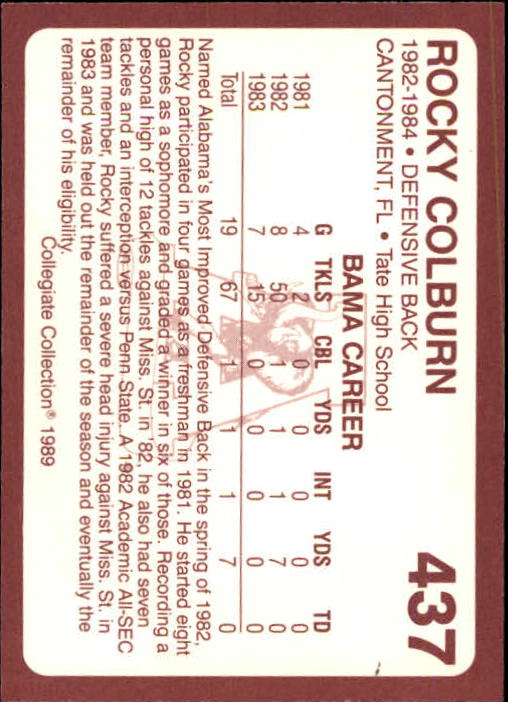 ROCKY COLBURN 437
1982-1984 • DEFENSIVE BACK
CANTONMENT, FL • Tate High School
BAMA CAREER
G TKLS CBL YDS INT YDS TD
1981 4 2 0 0 0 0 0
1982 8 50 1 1 1 7 0
1983 7 15 0 0 0 0 0
Total 19 67 1 1 1 7 0
Named Alabama's Most Improved Defensive Back in the spring of 1982,
Rocky participated in four games as a freshman in 1981. He started eight
games as a sophomore and graded a winner in six of those. Recording a
personal high of 12 tackles against Miss. St. in '82, he also had seven
tackles and an interception versus Penn State. A 1982 Academic All-SEC
team member, Rocky suffered a severe head injury against Miss. St. in
1983 and was held out the remainder of the season and eventually the
remainder of his eligibility.
Collegiate Collection® 1989